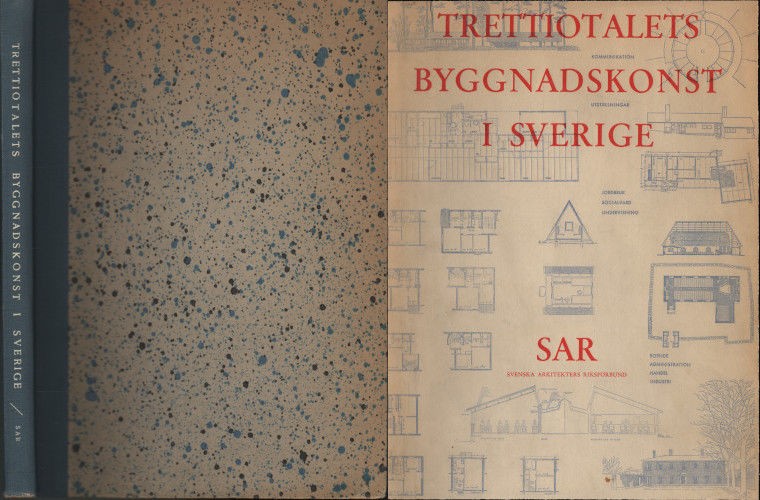 TRETTIOTALETS BYGGNADSKONST I SVERIGE / SAR
TRETTIOTALETS
BYGGNADSKONST
I SVERIGE
KOMMUNIKATION
UTSTÄLLNINGAR
JORDBRUK
SOCIALVÅRD
UNDERVISNING
SAR
SVENSKA ARKITEKTERS RIKSFÖRBUND
BOENDE
ADMINISTRATION
HANDEL
INDUSTRI